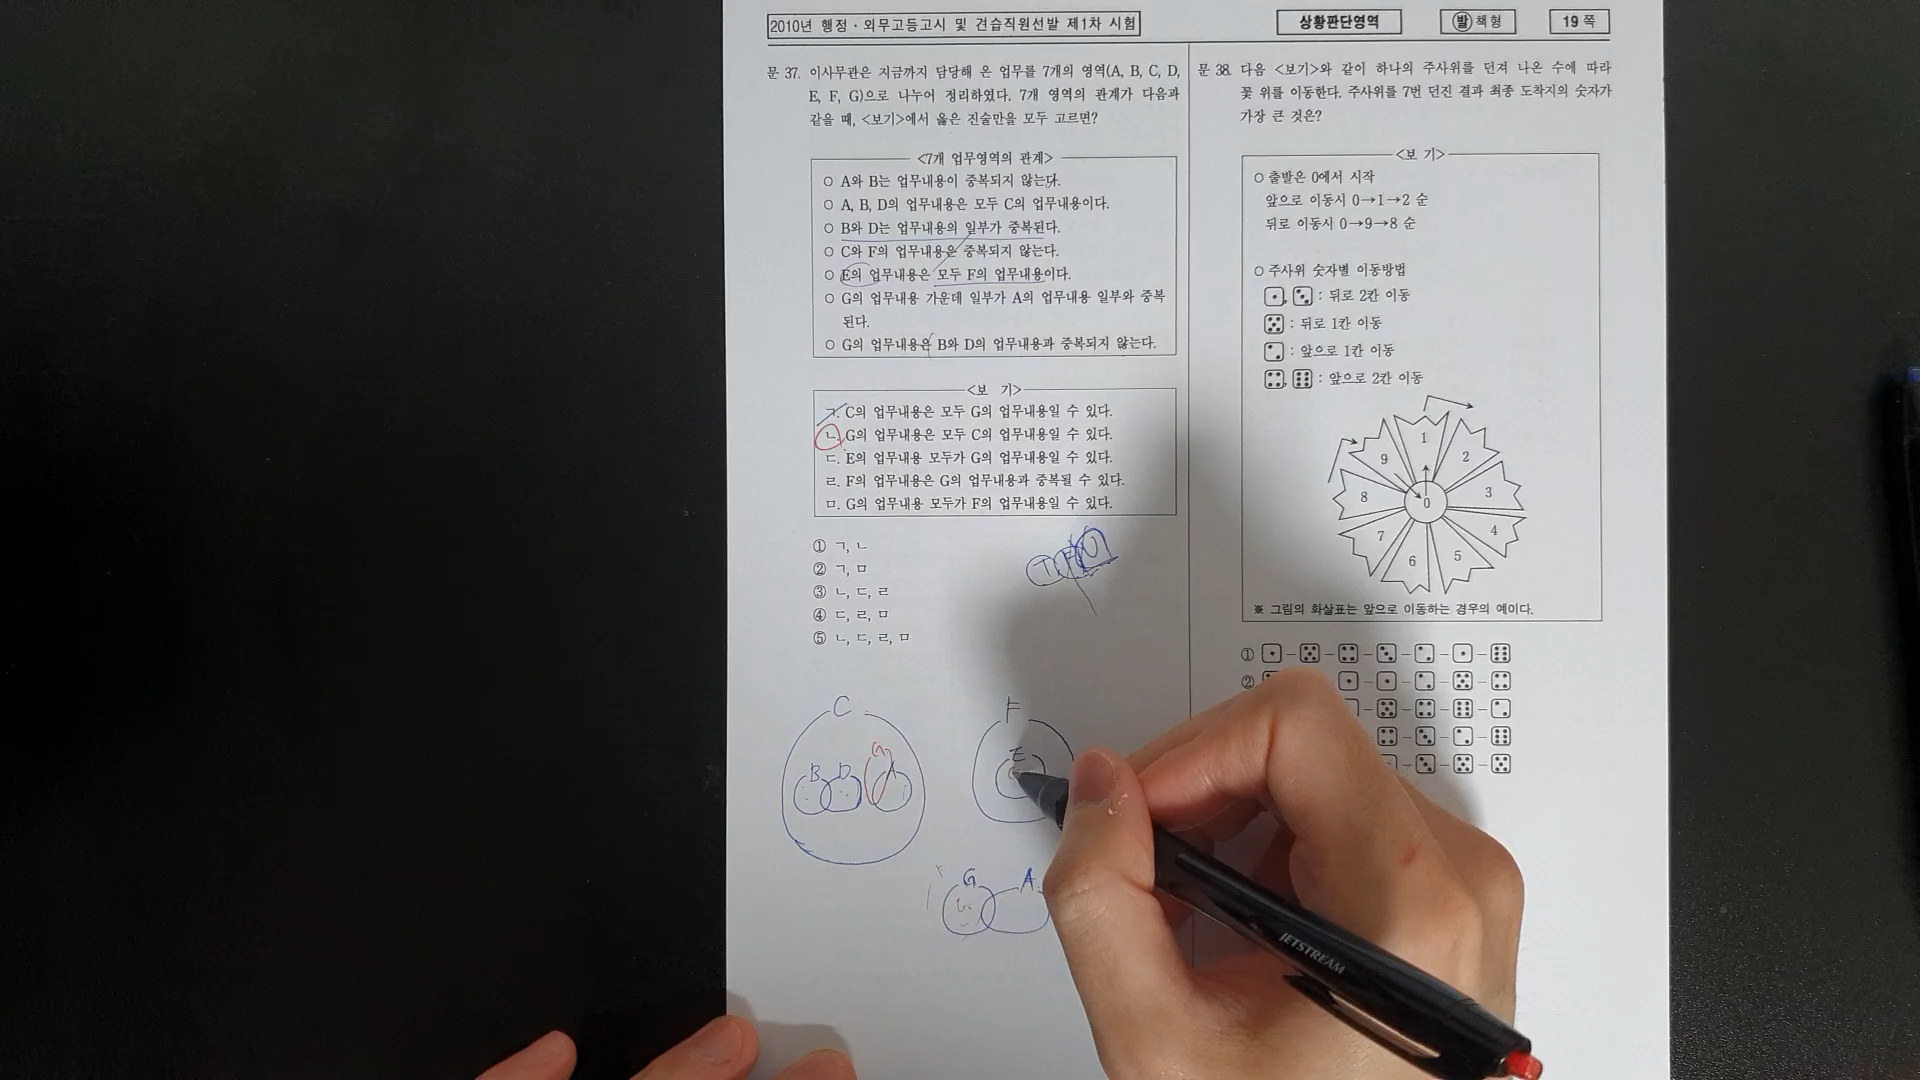 2010년 행정·외무고등고시 및 견습직원선발 제1차 시험
상황판단영역
발 책형
19 쪽
문 37. 이사무관은 지금까지 담당해 온 업무를 7개의 영역(A, B, C, D,
E, F, G)으로 나누어 정리하였다. 7개 영역의 관계가 다음과
같을 때, <보기>에서 옳은 진술만을 모두 고르면?
<7개 업무영역의 관계>
○ A와 B는 업무내용이 중복되지 않는다.
○ A, B, D의 업무내용은 모두 C의 업무내용이다.
○ B와 D는 업무내용의 일부가 중복된다.
○ C와 F의 업무내용은 중복되지 않는다.
○ E의 업무내용은 모두 F의 업무내용이다.
○ G의 업무내용 가운데 일부가 A의 업무내용 일부와 중복
된다.
○ G의 업무내용은 B와 D의 업무내용과 중복되지 않는다.
<보 기>
ㄱ. C의 업무내용은 모두 G의 업무내용일 수 있다.
ㄴ. G의 업무내용은 모두 C의 업무내용일 수 있다.
ㄷ. E의 업무내용 모두가 G의 업무내용일 수 있다.
ㄹ. F의 업무내용은 G의 업무내용과 중복될 수 있다.
ㅁ. G의 업무내용 모두가 F의 업무내용일 수 있다.
① ㄱ, ㄴ
② ㄱ, ㅁ
③ ㄴ, ㄷ, ㄹ
④ ㄷ, ㄹ, ㅁ
⑤ ㄴ, ㄷ, ㄹ, ㅁ
C
B D G A
F
E
G A
문 38. 다음 <보기>와 같이 하나의 주사위를 던져 나온 수에 따라
꽃 위를 이동한다. 주사위를 7번 던진 결과 최종 도착지의 숫자가
가장 큰 것은?
<보 기>
○ 출발은 0에서 시작
앞으로 이동시 0→1→2 순
뒤로 이동시 0→9→8 순
○ 주사위 숫자별 이동방법
⚀, ⚂ : 뒤로 2칸 이동
⚄ : 뒤로 1칸 이동
⚁ : 앞으로 1칸 이동
⚃, ⚅ : 앞으로 2칸 이동
1
9 2
8 0 3
7 4
6 5
※ 그림의 화살표는 앞으로 이동하는 경우의 예이다.
① ⚀-⚄-⚃-⚂-⚁-⚀-⚅
② ⚀-⚀-⚁-⚄-⚃
⚄-⚃-⚅-⚁
⚃-⚂-⚁-⚅
⚂-⚄-⚄
JETSTREAM